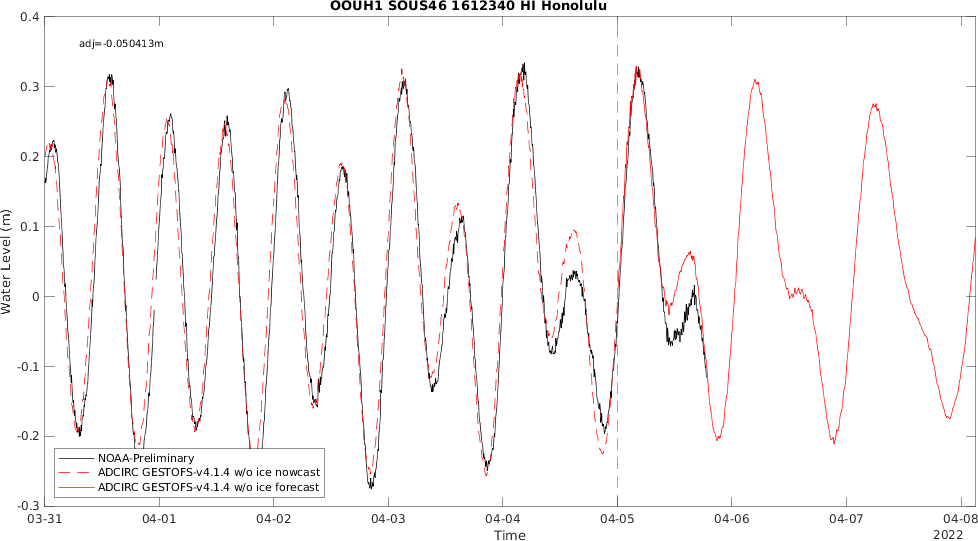 OOUH1 SOUS46 1612340 HI Honolulu
adj=-0.050413m
Water Level (m)
0.4
0.3
0.2
0.1
0
-0.1
-0.2
-0.3
NOAA-Preliminary
ADCIRC GESTOFS-v4.1.4 w/o ice nowcast
ADCIRC GESTOFS-v4.1.4 w/o ice forecast
03-31 04-01 04-02 04-03 04-04 04-05 04-06 04-07 04-08
Time
2022